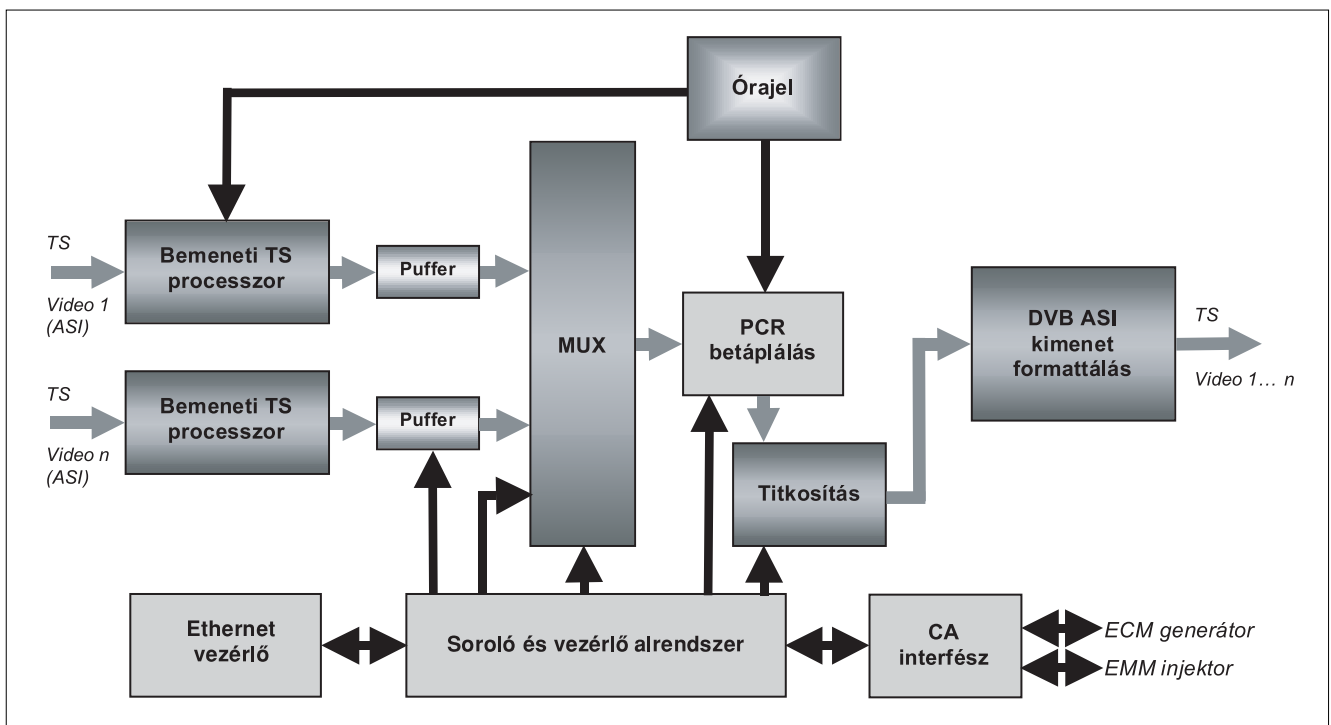 Órajel
TS
Bemeneti TS
processzor
Puffer
Video 1
(ASI)
MUX
PCR
betáplálás
DVB ASI
kimenet
formattálás
TS
Video 1... n
TS
Bemeneti TS
processzor
Puffer
Video n
(ASI)
Titkosítás
Ethernet
vezérlő
Soroló és vezérlő alrendszer
CA
interfész
ECM generátor
EMM injektor